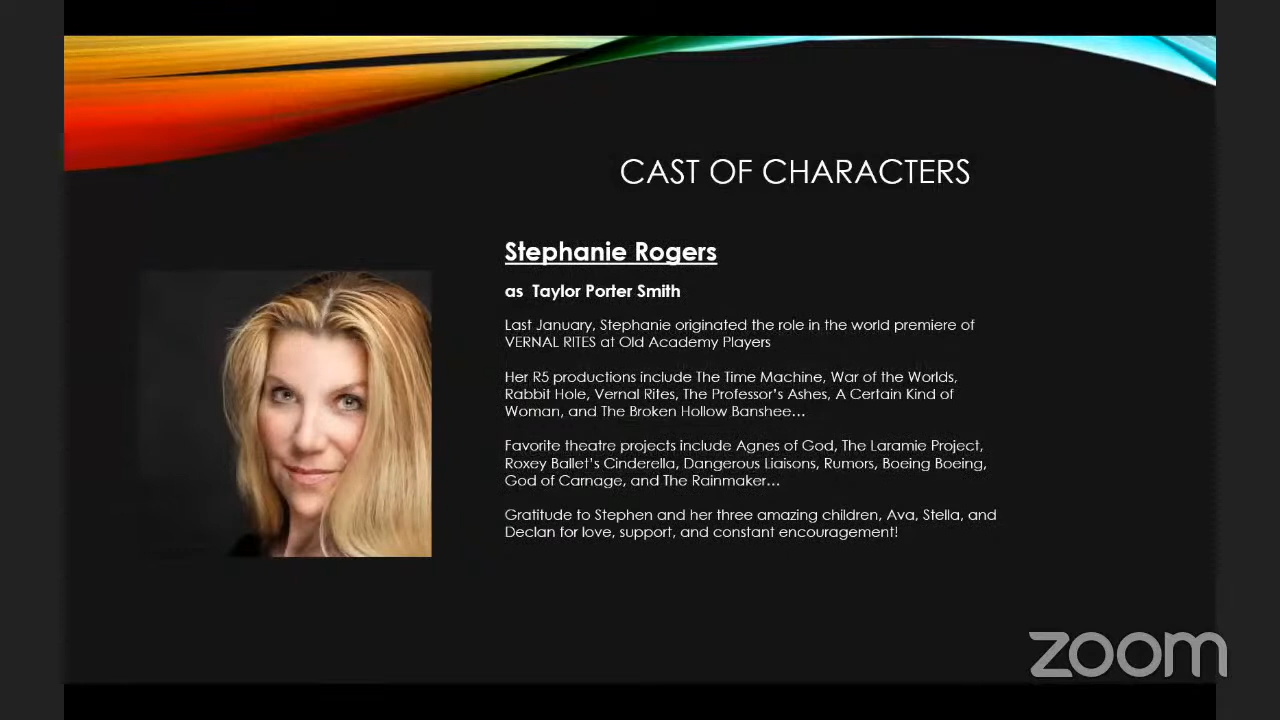 CAST OF CHARACTERS
Stephanie Rogers
as Taylor Porter Smith
Last January, Stephanie originated the role in the world premiere of
VERNAL RITES at Old Academy Players
Her R5 productions include The Time Machine, War of the Worlds,
Rabbit Hole, Vernal Rites, The Professor's Ashes, A Certain Kind of
Woman, and The Broken Hollow Banshee...
Favorite theatre projects include Agnes of God, The Laramie Project,
Roxey Ballet's Cinderella, Dangerous Liaisons, Rumors, Boeing Boeing,
God of Carnage, and The Rainmaker...
Gratitude to Stephen and her three amazing children, Ava, Stella, and
Declan for love, support, and constant encouragement!
zoom